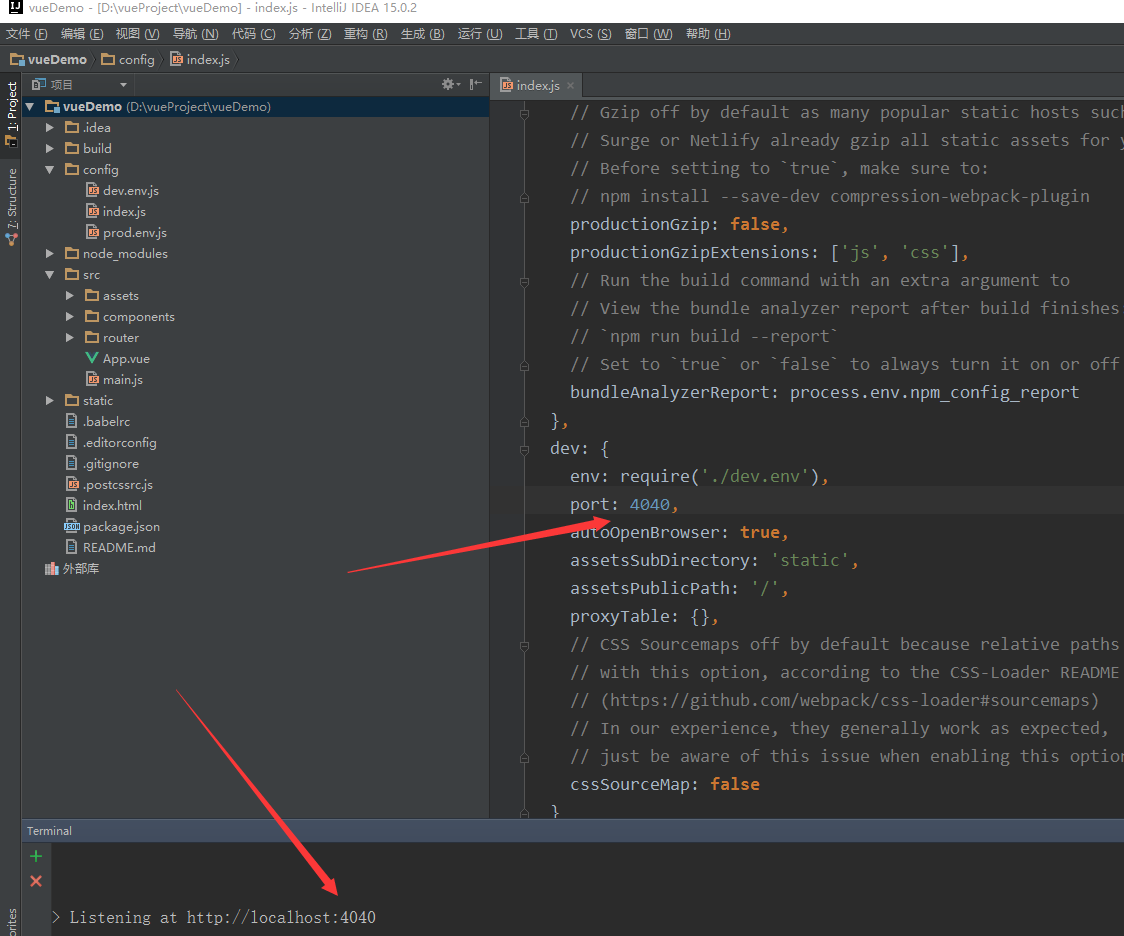 vueDemo - [D:\vueProject\vueDemo] - index.js - IntelliJ IDEA 15.0.2
文件 (F) 编辑 (E) 视图 (V) 导航 (N) 代码 (C) 分析 (Z) 重构 (R) 生成 (B) 运行 (U) 工具 (T) VCS (S) 窗口 (W) 帮助 (H)
vueDemo config index.js
1: Project
7: Structure
项目
vueDemo (D:\vueProject\vueDemo)
.idea
build
config
dev.env.js
index.js
prod.env.js
node_modules
src
assets
components
router
App.vue
main.js
static
.babelrc
.editorconfig
.gitignore
.postcssrc.js
index.html
package.json
README.md
外部库
index.js
// Gzip off by default as many popular static hosts such
// Surge or Netlify already gzip all static assets for
// Before setting to `true`, make sure to:
// npm install --save-dev compression-webpack-plugin
productionGzip: false,
productionGzipExtensions: ['js', 'css'],
// Run the build command with an extra argument to
// View the bundle analyzer report after build finishes
// `npm run build --report`
// Set to `true` or `false` to always turn it on or off
bundleAnalyzerReport: process.env.npm_config_report
},
dev: {
env: require('./dev.env'),
port: 4040,
autoOpenBrowser: true,
assetsSubDirectory: 'static',
assetsPublicPath: '/',
proxyTable: {},
// CSS Sourcemaps off by default because relative paths
// with this option, according to the CSS-Loader README
// (https://github.com/webpack/css-loader#sourcemaps)
// In our experience, they generally work as expected,
// just be aware of this issue when enabling this option
cssSourceMap: false
}
Terminal
> Listening at http://localhost:4040